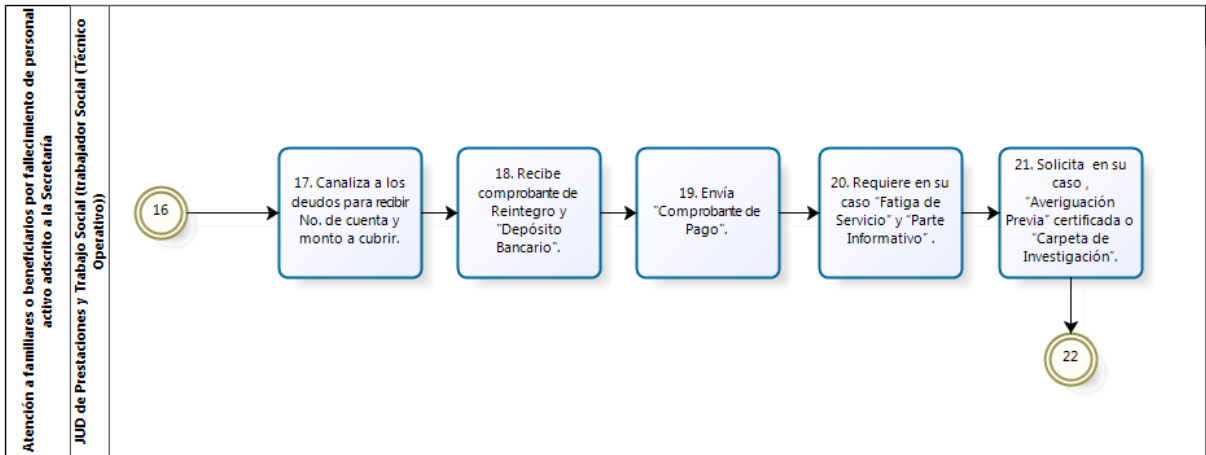 Atención a familiares o beneficiarios por fallecimiento de personal
activo adscrito a la Secretaría
JUD de Prestaciones y Trabajo Social (trabajador Social (Técnico
Operativo))
16
17. Canaliza a los
deudos para recibir
No. de cuenta y
monto a cubrir.
18. Recibe
comprobante de
Reintegro y
"Depósito
Bancario".
19. Envía
"Comprobante de
Pago".
20. Requiere en su
caso “Fatiga de
Servicio” y “Parte
Informativo” .
21. Solicita  en su
caso ,
“Averiguación
Previa” certificada o
“Carpeta de
Investigación”.
22